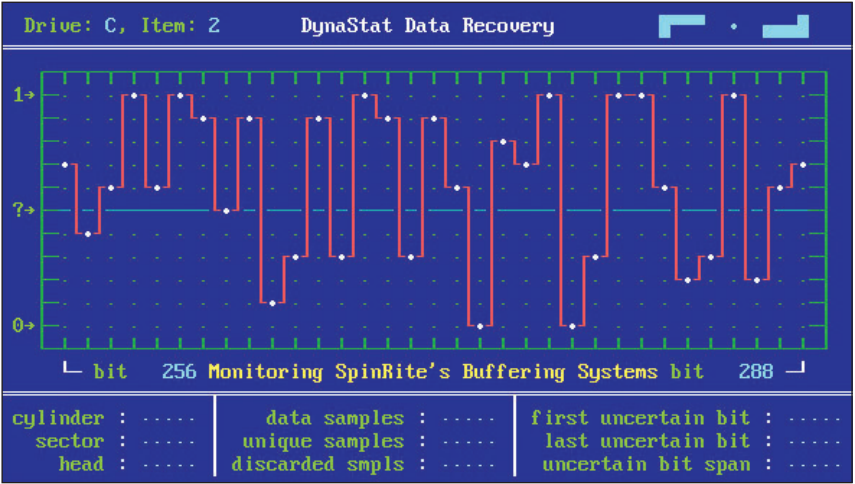 Drive: C, Item: 2 DynaStat Data Recovery
1→
?→
0→
bit 256 Monitoring SpinRite's Buffering Systems bit 288
cylinder : ----- data samples : ----- first uncertain bit : -----
sector : ----- unique samples : ----- last uncertain bit : -----
head : ----- discarded smpls : ----- uncertain bit span : -----